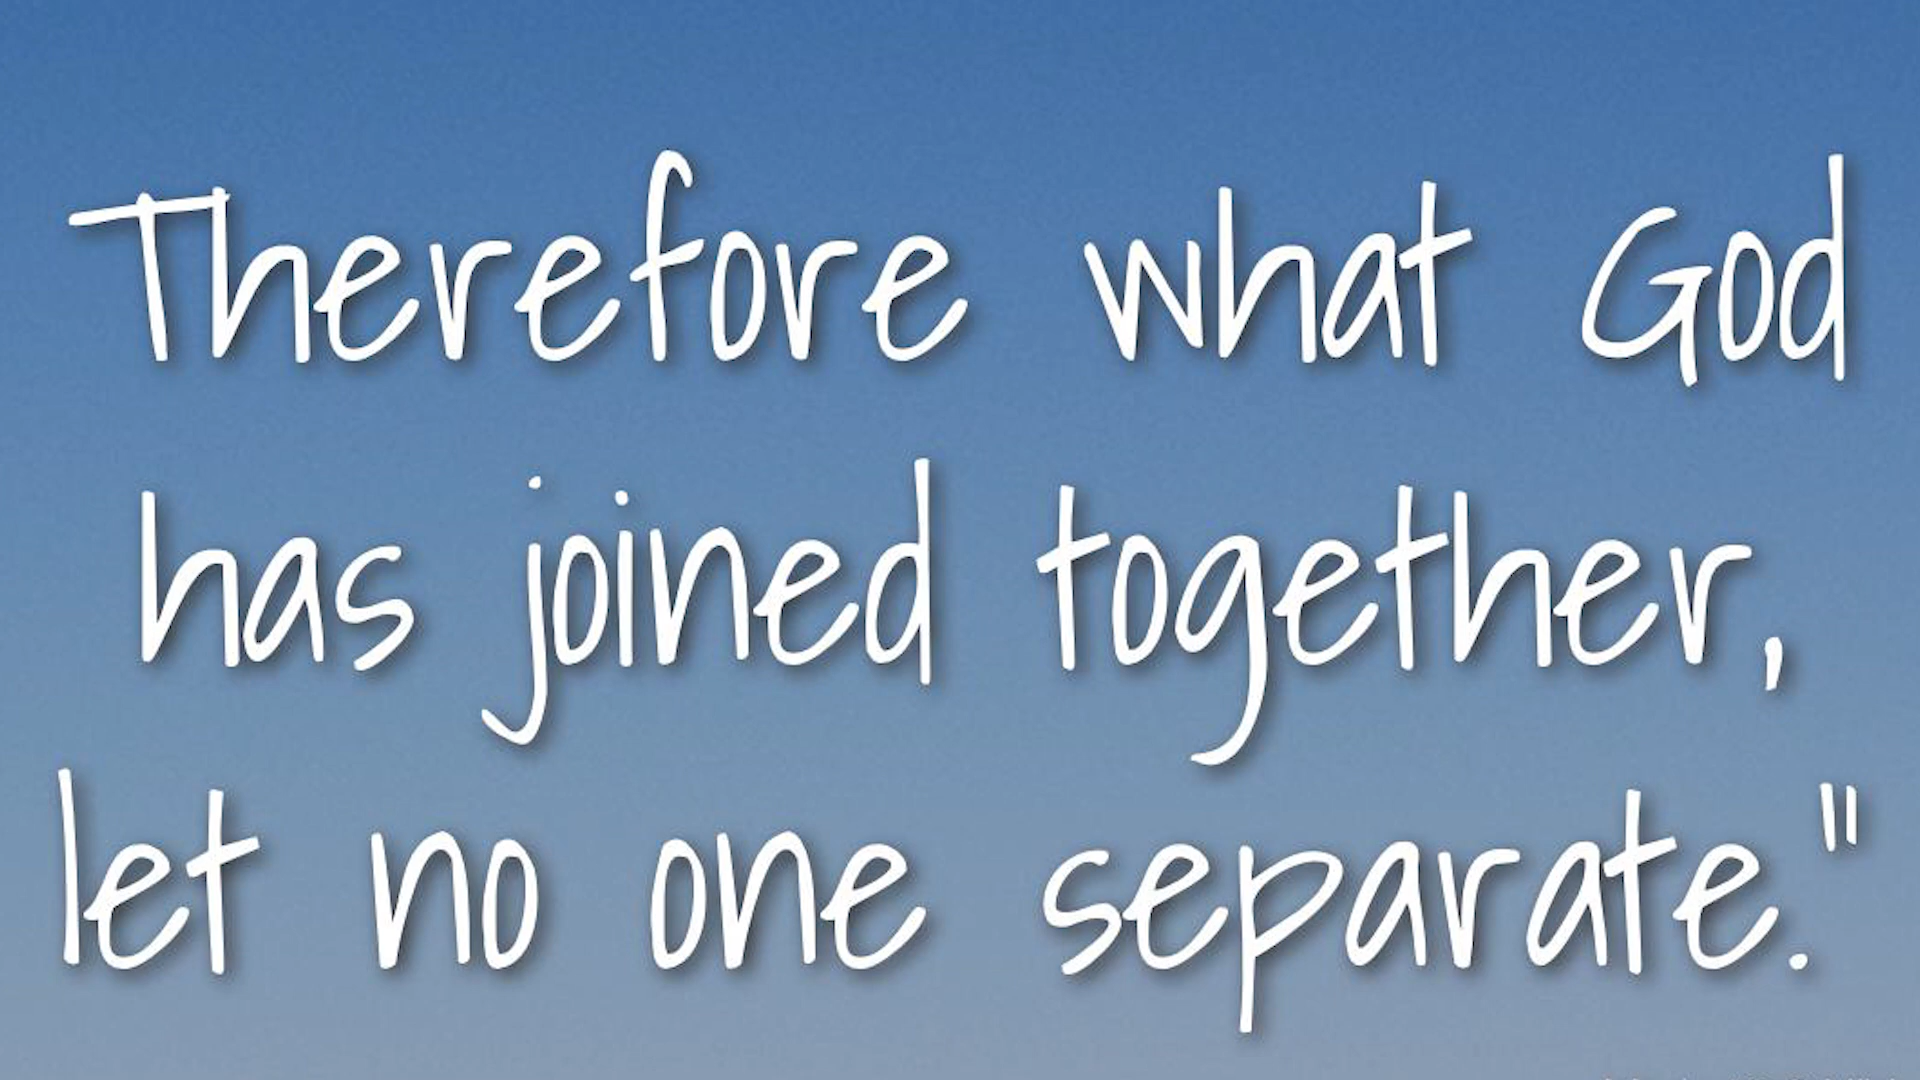 Therefore what God
has joined together,
let no one separate."